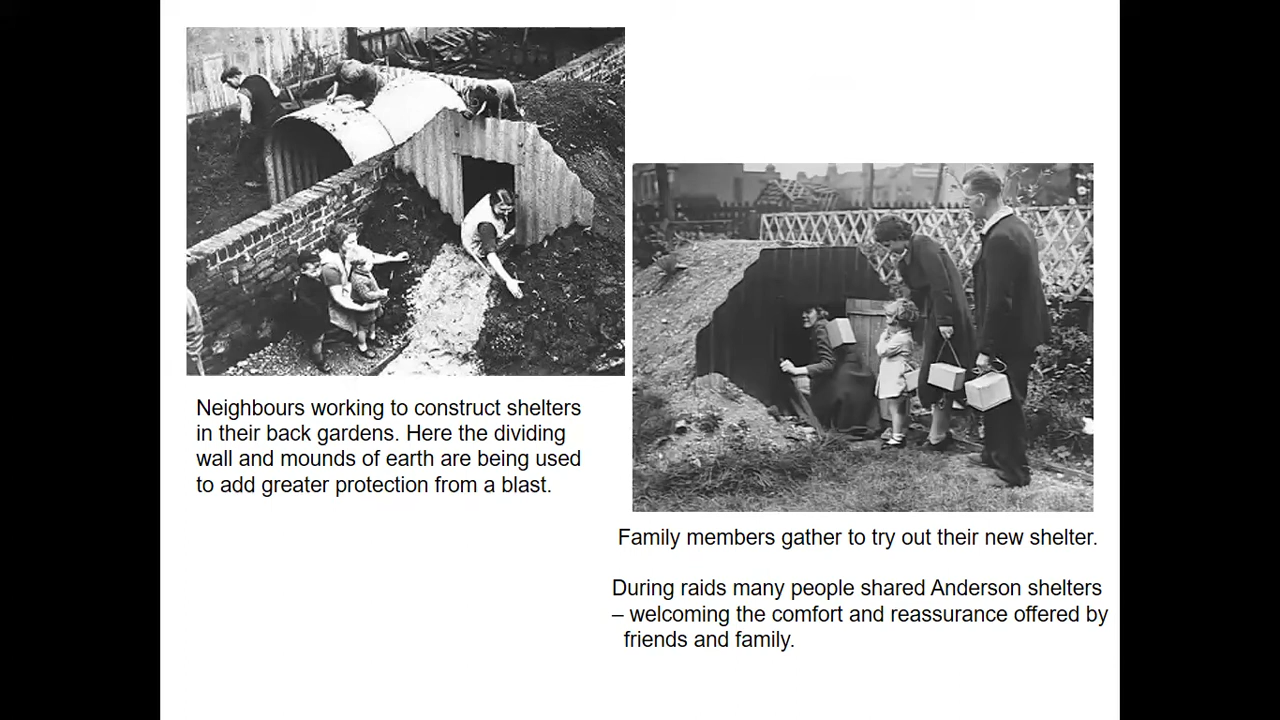 Neighbours working to construct shelters
in their back gardens. Here the dividing
wall and mounds of earth are being used
to add greater protection from a blast.
Family members gather to try out their new shelter.
During raids many people shared Anderson shelters
– welcoming the comfort and reassurance offered by
friends and family.